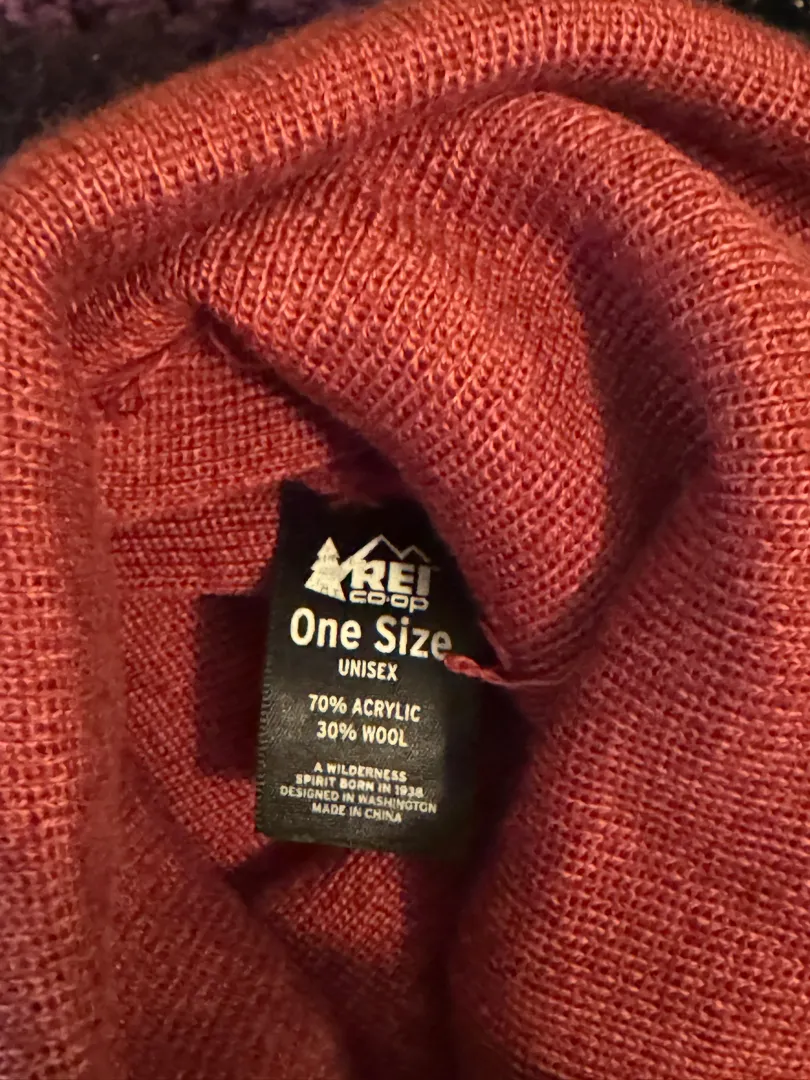 REI
co·op
One Size
UNISEX
70% ACRYLIC
30% WOOL
A WILDERNESS
SPIRIT BORN IN 1938
DESIGNED IN WASHINGTON
MADE IN CHINA